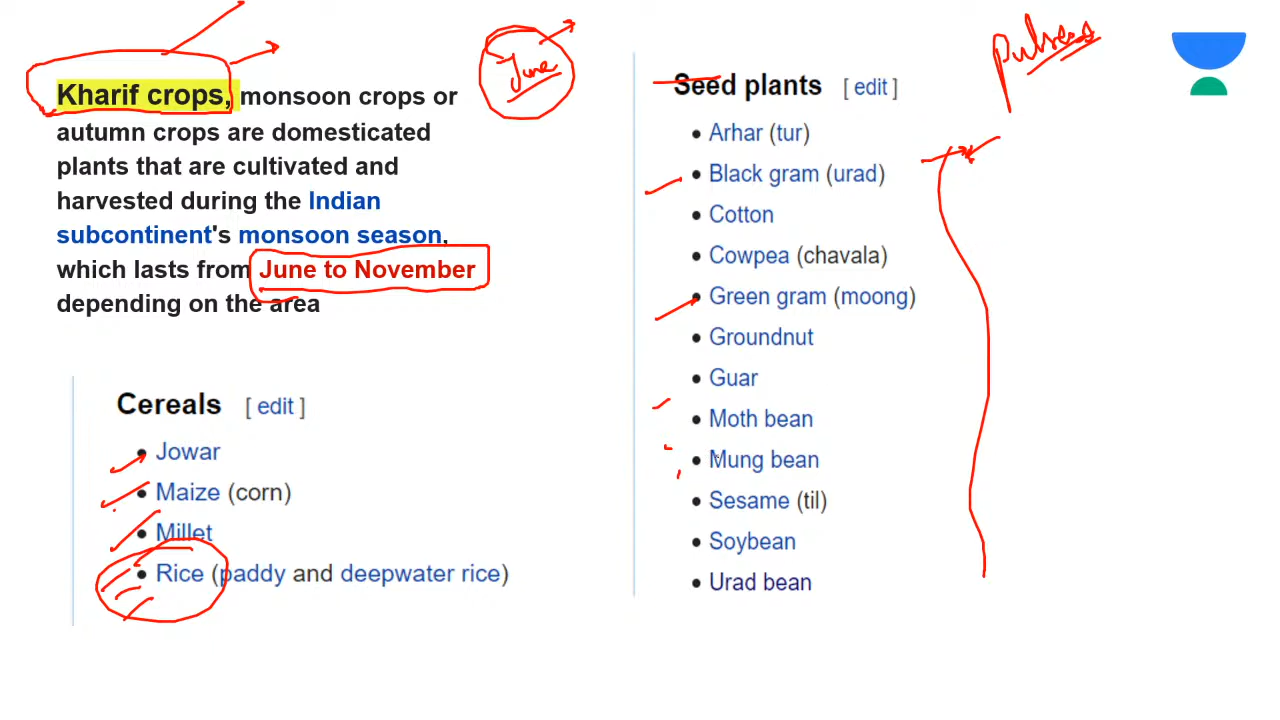 Kharif crops, monsoon crops or
autumn crops are domesticated
plants that are cultivated and
harvested during the Indian
subcontinent's monsoon season,
which lasts from June to November
depending on the area
June
Cereals [ edit ]
Jowar
Maize (corn)
Millet
Rice (paddy and deepwater rice)
Pulses
Seed plants [ edit ]
Arhar (tur)
Black gram (urad)
Cotton
Cowpea (chavala)
Green gram (moong)
Groundnut
Guar
Moth bean
Mung bean
Sesame (til)
Soybean
Urad bean